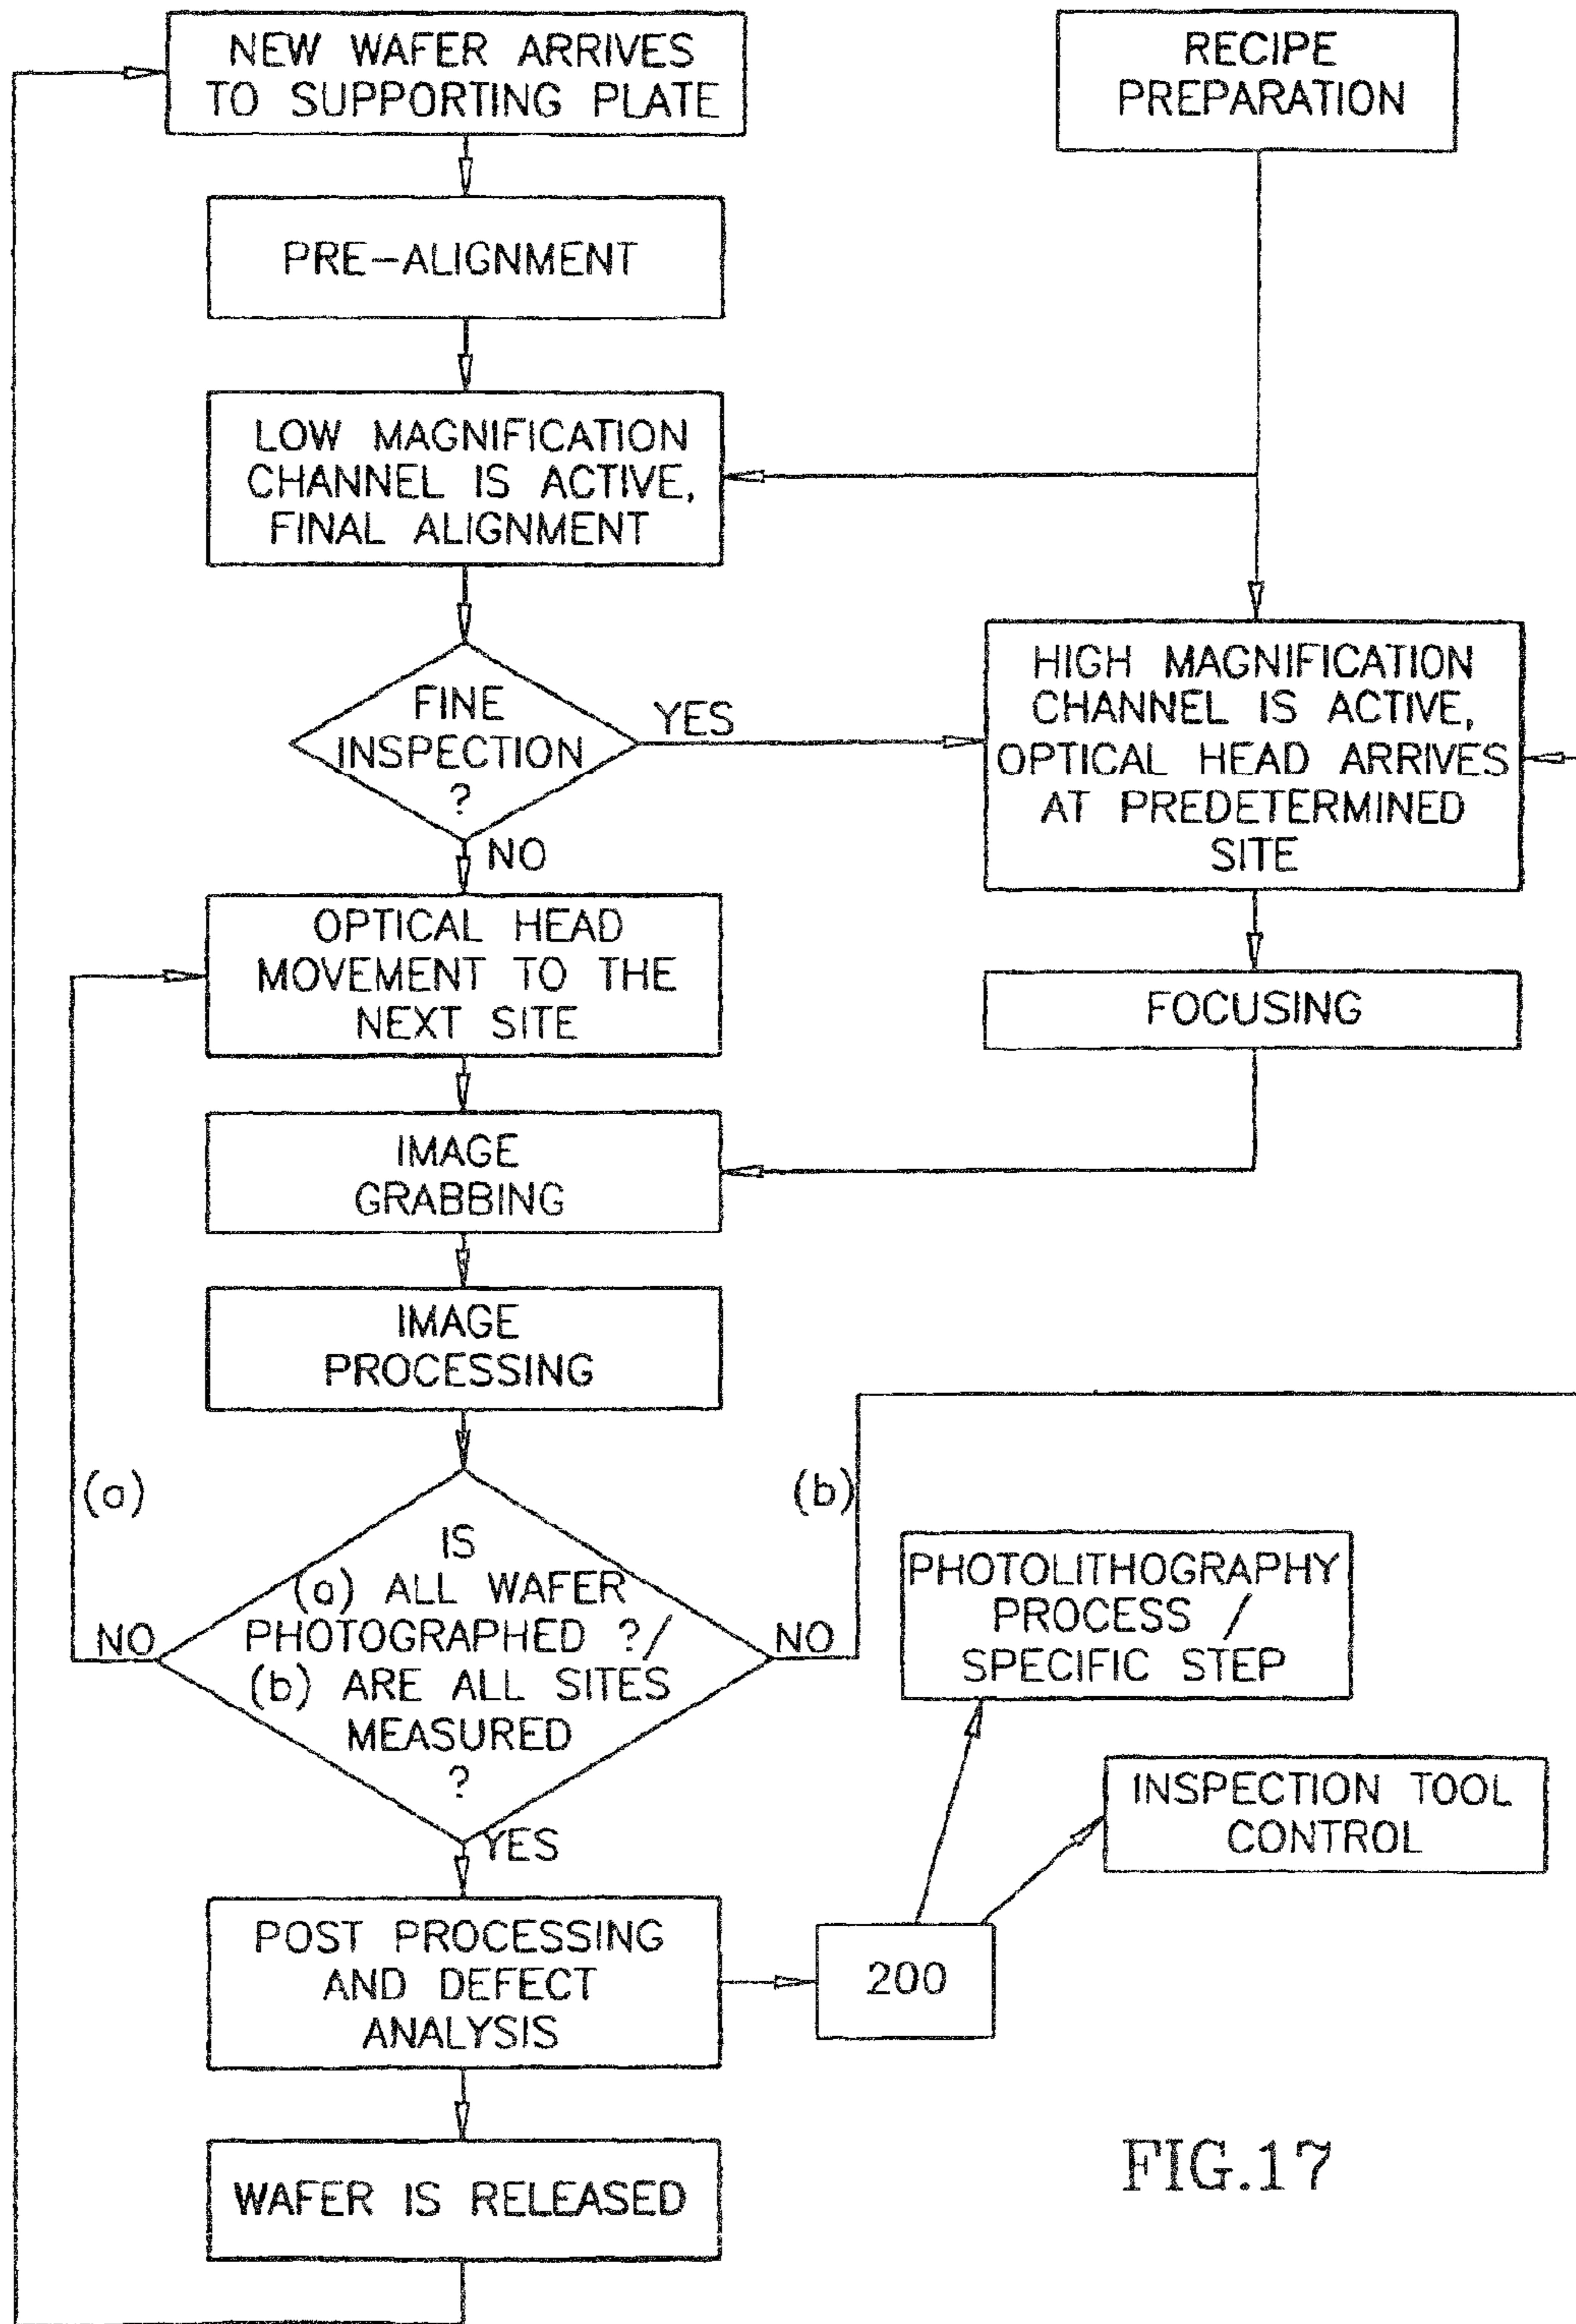 NEW WAFER ARRIVES
TO SUPPORTING PLATE
RECIPE
PREPARATION
PRE-ALIGNMENT
LOW MAGNIFICATION
CHANNEL IS ACTIVE,
FINAL ALIGNMENT
FINE
INSPECTION
?
YES
NO
HIGH MAGNIFICATION
CHANNEL IS ACTIVE,
OPTICAL HEAD ARRIVES
AT PREDETERMINED
SITE
OPTICAL HEAD
MOVEMENT TO THE
NEXT SITE
FOCUSING
IMAGE
GRABBING
IMAGE
PROCESSING
(a)
(b)
IS
(a) ALL WAFER
PHOTOGRAPHED ?/
(b) ARE ALL SITES
MEASURED
?
NO
NO
YES
PHOTOLITHOGRAPHY
PROCESS /
SPECIFIC STEP
INSPECTION TOOL
CONTROL
POST PROCESSING
AND DEFECT
ANALYSIS
200
WAFER IS RELEASED
FIG.17